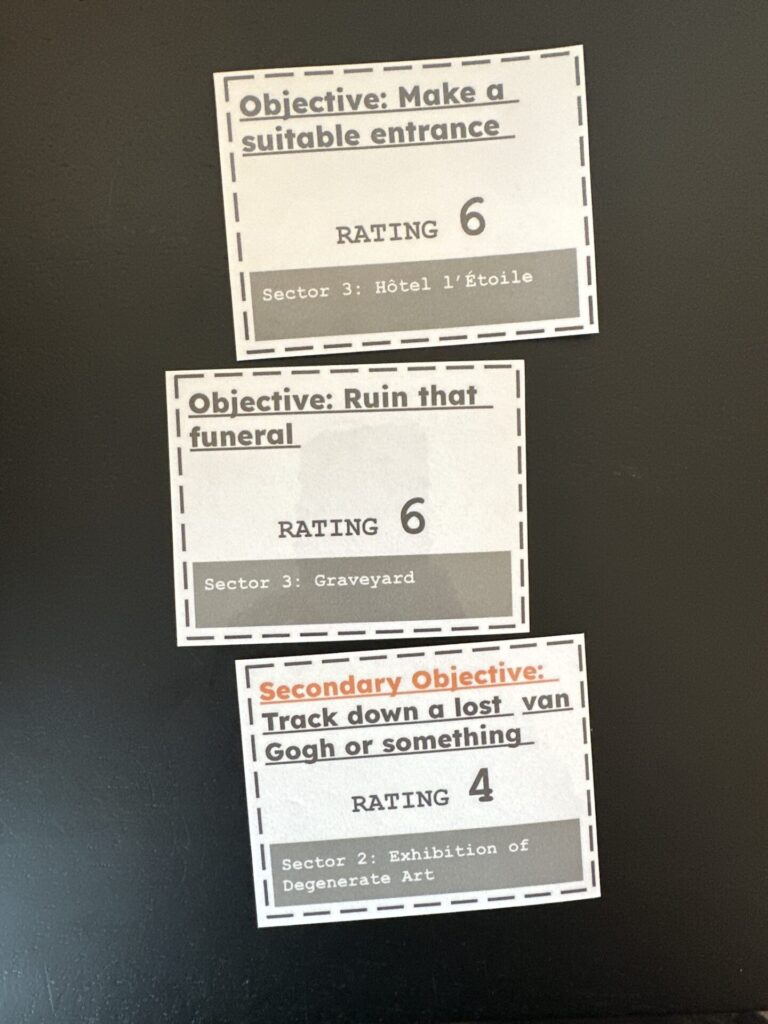 Objective: Make a
suitable entrance
RATING 6
Sector 3: Hôtel l'Étoile
Objective: Ruin that
funeral
RATING 6
Sector 3: Graveyard
Secondary Objective:
Track down a lost van
Gogh or something
RATING 4
Sector 2: Exhibition of
Degenerate Art